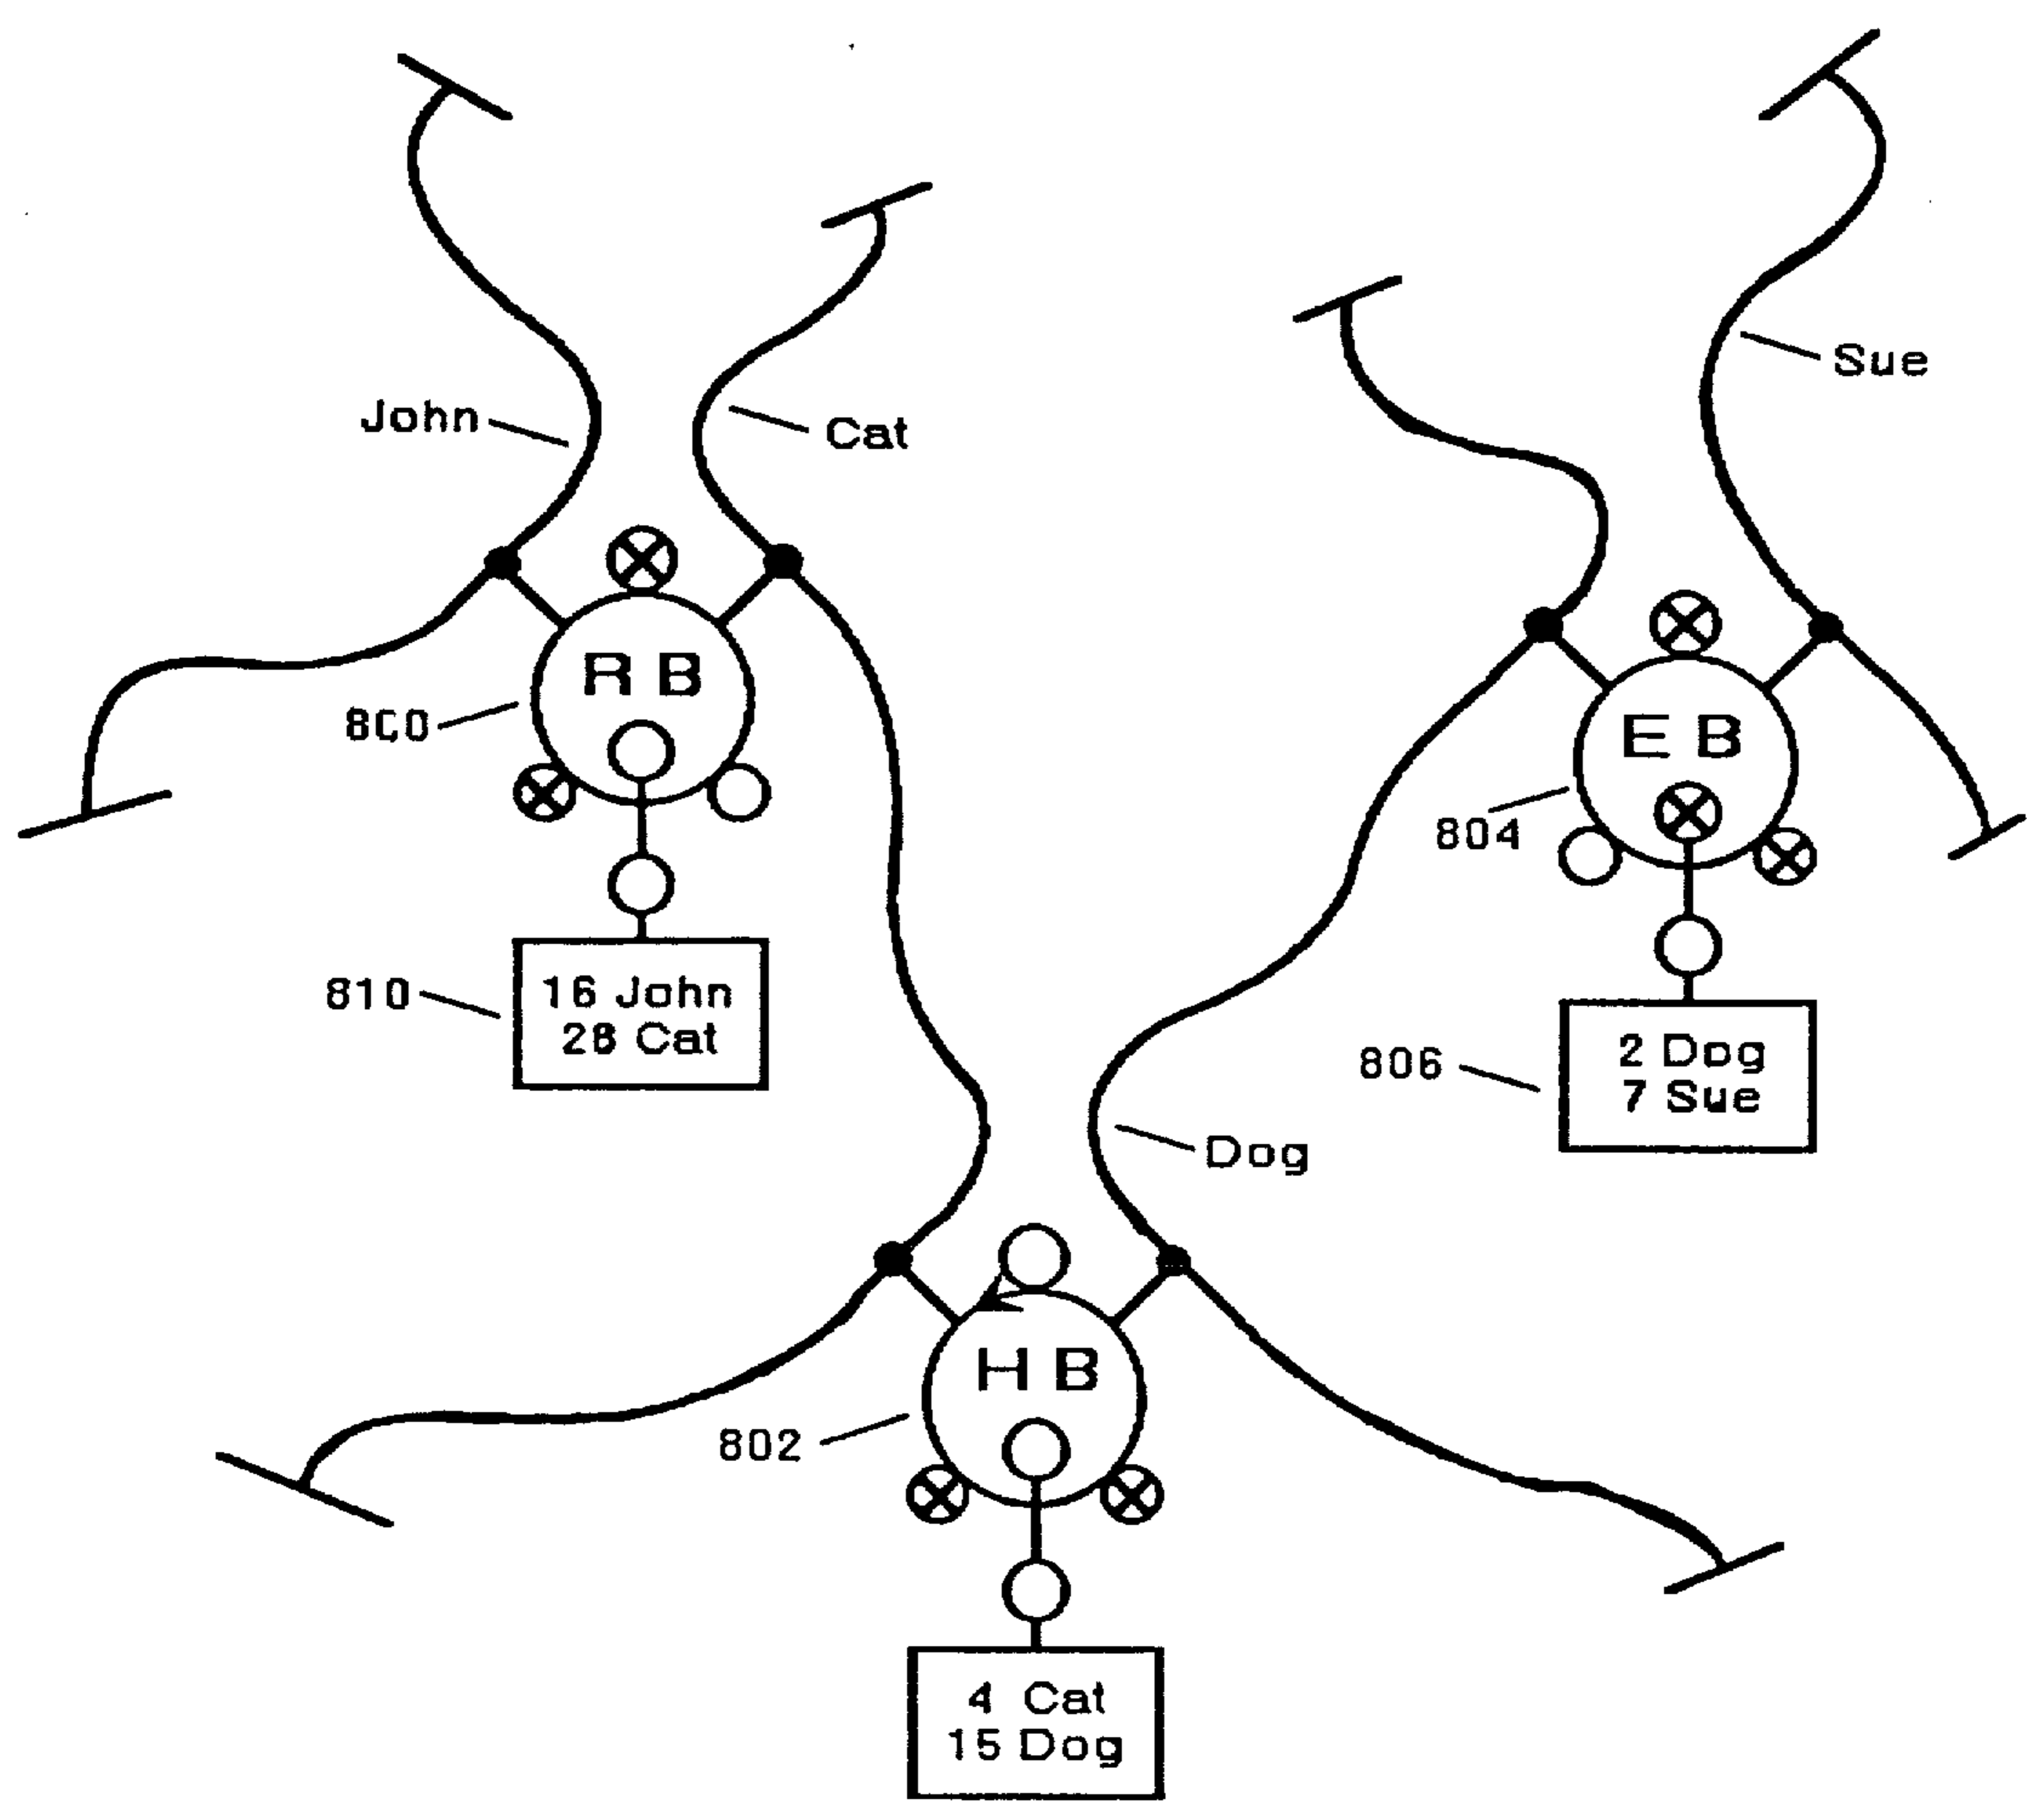 Sue
John
Cat
R B
800
E B
804
810
16 John
28 Cat
806
2 Dog
7 Sue
Dog
H B
802
4 Cat
15 Dog